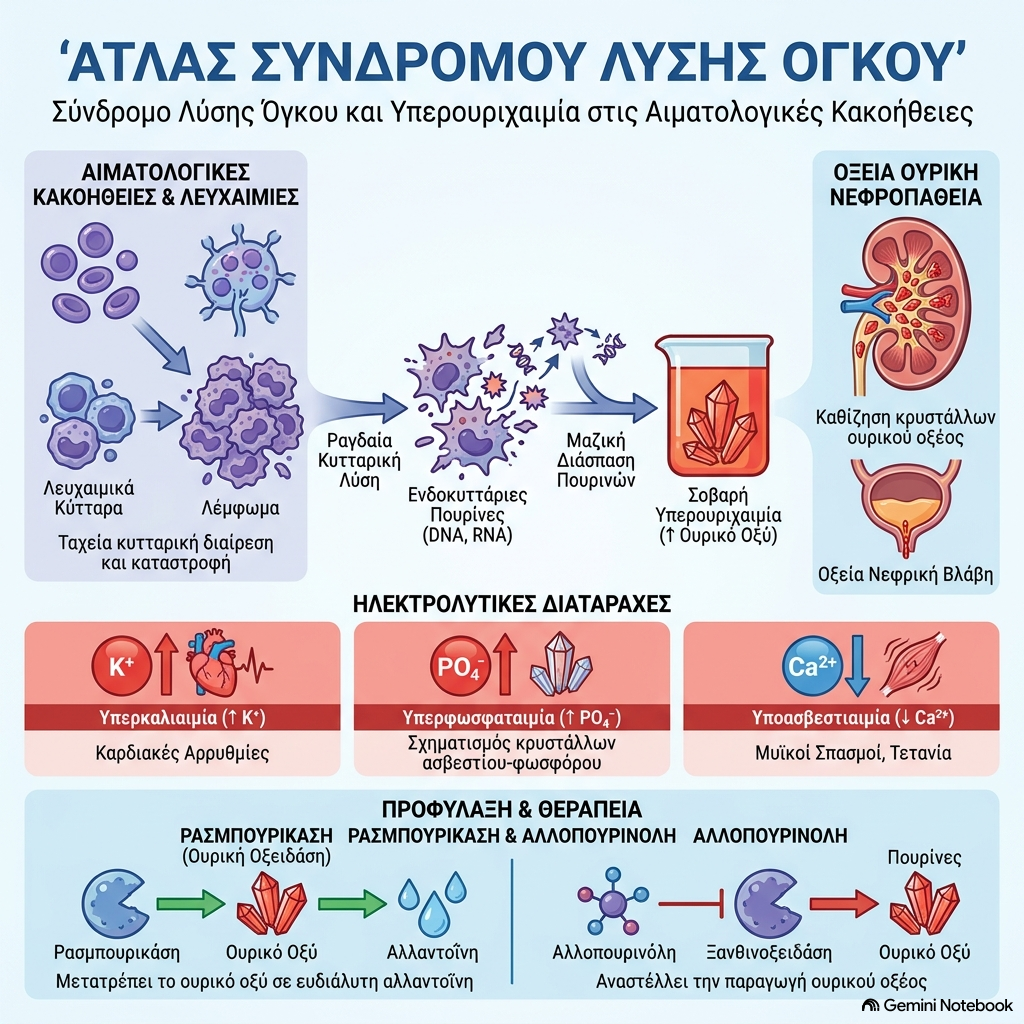 ‘ΑΤΛΑΣ ΣΥΝΔΡΟΜΟΥ ΛΥΣΗΣ ΟΓΚΟΥ’
Σύνδρομο Λύσης Όγκου και Υπερουριχαιμία στις Αιματολογικές Κακοήθειες
ΑΙΜΑΤΟΛΟΓΙΚΕΣ
ΚΑΚΟΗΘΕΙΕΣ & ΛΕΥΧΑΙΜΙΕΣ
Λευχαιμικά
Κύτταρα
Λέμφωμα
Ταχεία κυτταρική διαίρεση
και καταστροφή
Ραγδαία
Κυτταρική
Λύση
Ενδοκυττάριες
Πουρίνες
(DNA, RNA)
Μαζική
Διάσπαση
Πουρινών
Σοβαρή
Υπερουριχαιμία
(↑ Ουρικό Οξύ)
ΟΞΕΙΑ ΟΥΡΙΚΗ
ΝΕΦΡΟΠΑΘΕΙΑ
Καθίζηση κρυστάλλων
ουρικού οξέος
Οξεία Νεφρική Βλάβη
ΗΛΕΚΤΡΟΛΥΤΙΚΕΣ ΔΙΑΤΑΡΑΧΕΣ
K⁺
Υπερκαλιαιμία (↑ K⁺)
Καρδιακές Αρρυθμίες
PO₄⁻
Υπερφωσφαταιμία (↑ PO₄⁻)
Σχηματισμός κρυστάλλων
ασβεστίου-φωσφόρου
Ca²⁺
Υποασβεστιαιμία (↓ Ca²⁺)
Μυϊκοί Σπασμοί, Τετανία
ΠΡΟΦΥΛΑΞΗ & ΘΕΡΑΠΕΙΑ
ΡΑΣΜΠΟΥΡΙΚΑΣΗ
(Ουρική Οξειδάση)
ΡΑΣΜΠΟΥΡΙΚΑΣΗ & ΑΛΛΟΠΟΥΡΙΝΟΛΗ
ΑΛΛΟΠΟΥΡΙΝΟΛΗ
Πουρίνες
Ρασμπουρικάση
Ουρικό Οξύ
Αλλαντοΐνη
Μετατρέπει το ουρικό οξύ σε ευδιάλυτη αλλαντοΐνη
Αλλοπουρινόλη
Ξανθινοξειδάση
Ουρικό Οξύ
Αναστέλλει την παραγωγή ουρικού οξέος
Gemini Notebook